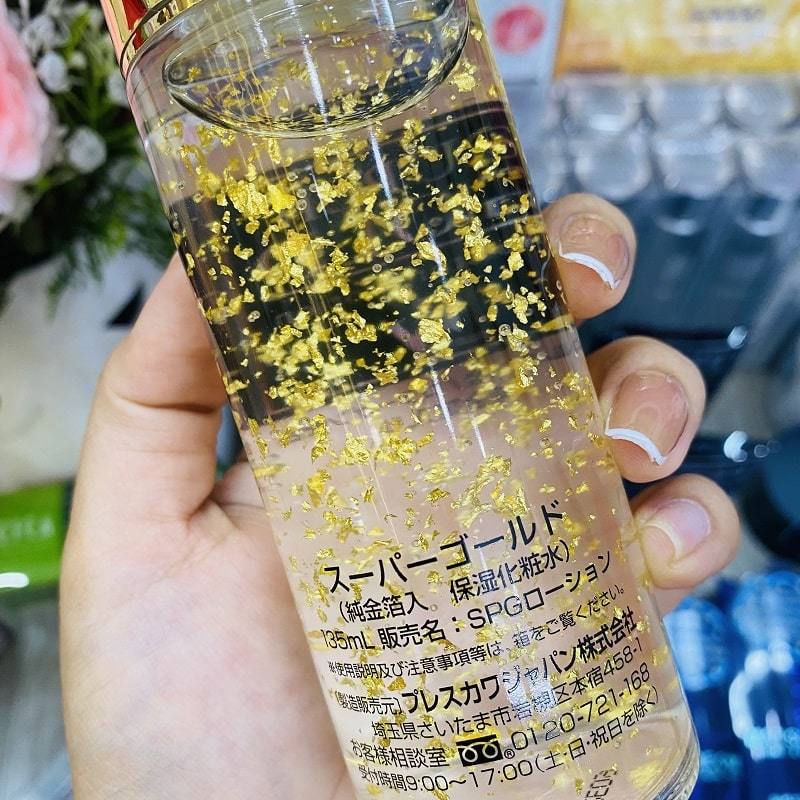 スーパーゴールド
(純金箔入 保湿化粧水)
135mL 販売名:SPGローション
※使用説明及び注意事項等は、箱をご覧ください。
[製造販売元]プレスカワジャパン株式会社
埼玉県さいたま市岩槻区本宿458-1
お客様相談室 ®0120-721-168
受付時間9:00～17:00(土・日・祝日を除く)